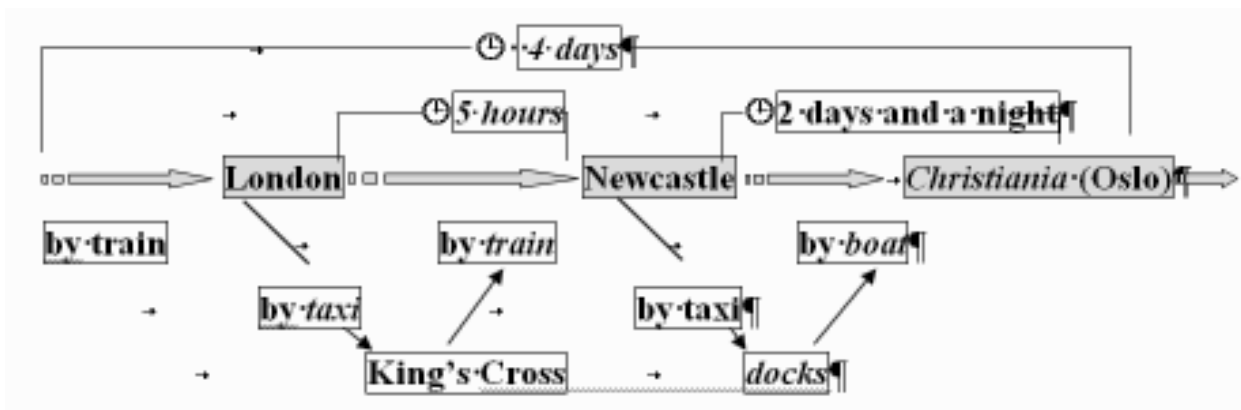 4 days
5 hours 2 days and a night
London Newcastle Christiania (Oslo)
by train by train by boat
by taxi by taxi
King's Cross docks